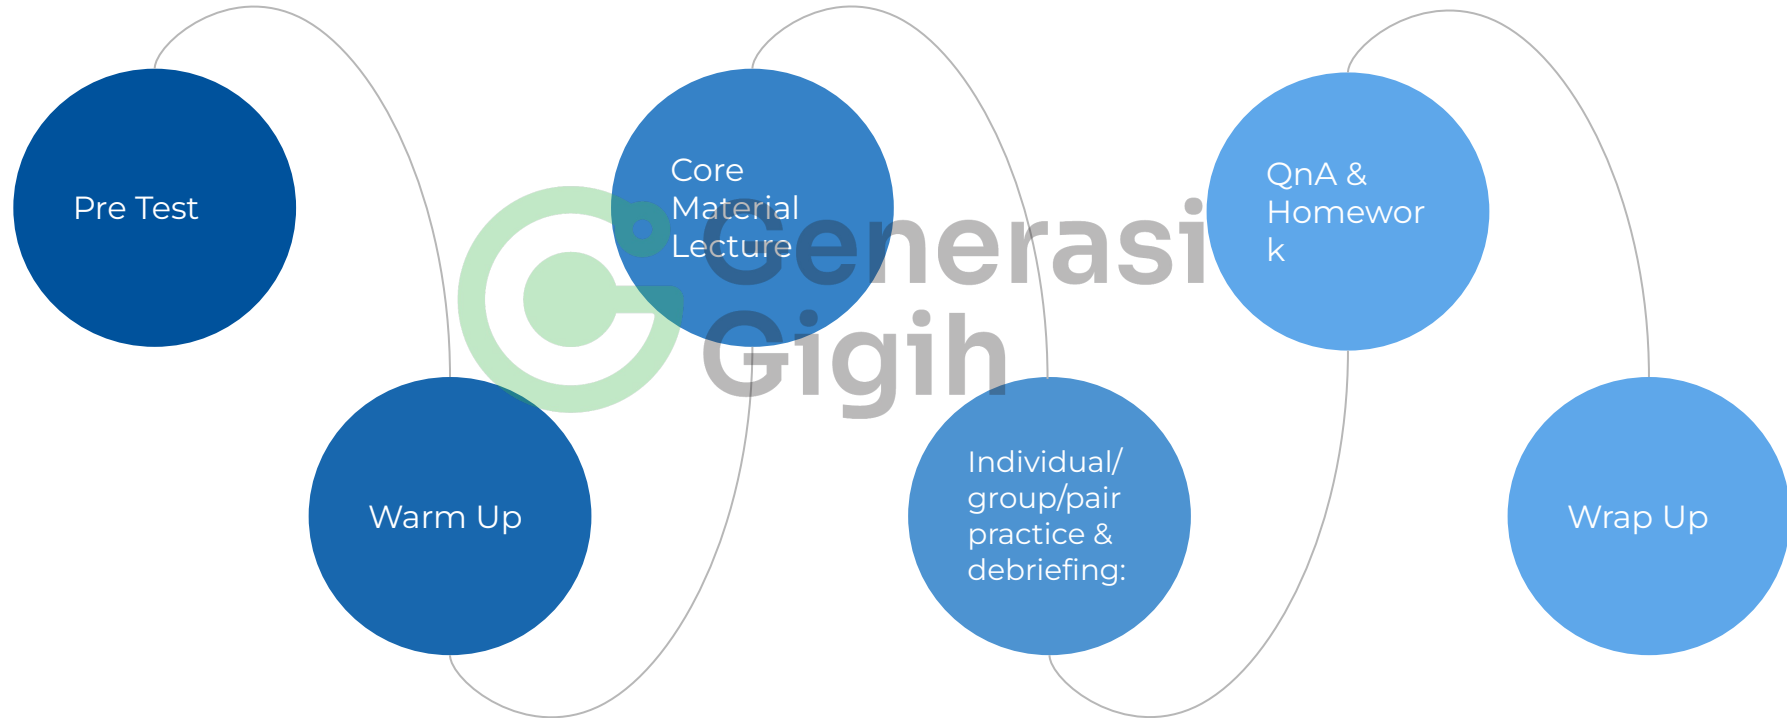 Pre Test
Warm Up
Core
Material
Lecture
Individual/
group/pair
practice &
debriefing:
QnA &
Homewor
k
Wrap Up
Generasi
Gigih